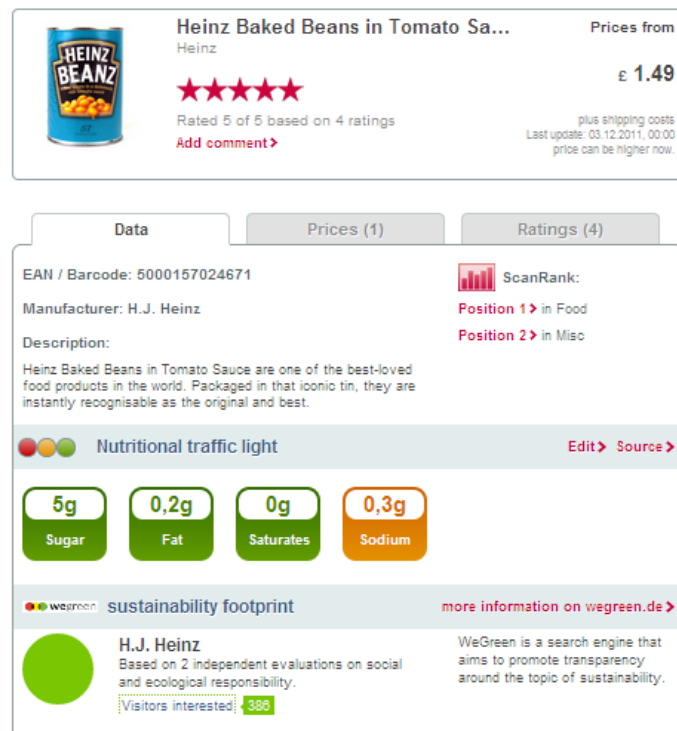 HEINZ
BEANZ
57
Heinz Baked Beans in Tomato Sa...
Heinz
Rated 5 of 5 based on 4 ratings
Add comment
Prices from
£ 1.49
plus shipping costs
Last update: 03.12.2011, 00:00
price can be higher now.
Data
Prices (1)
Ratings (4)
EAN / Barcode: 5000157024671
Manufacturer: H.J. Heinz
Description:
Heinz Baked Beans in Tomato Sauce are one of the best-loved
food products in the world. Packaged in that iconic tin, they are
instantly recognisable as the original and best.
ScanRank:
Position 1 in Food
Position 2 in Misc
Nutritional traffic light
Edit Source
5g
Sugar
0,2g
Fat
0g
Saturates
0,3g
Sodium
wegreen sustainability footprint
more information on wegreen.de
H.J. Heinz
Based on 2 independent evaluations on social
and ecological responsibility.
Visitors interested 386
WeGreen is a search engine that
aims to promote transparency
around the topic of sustainability.